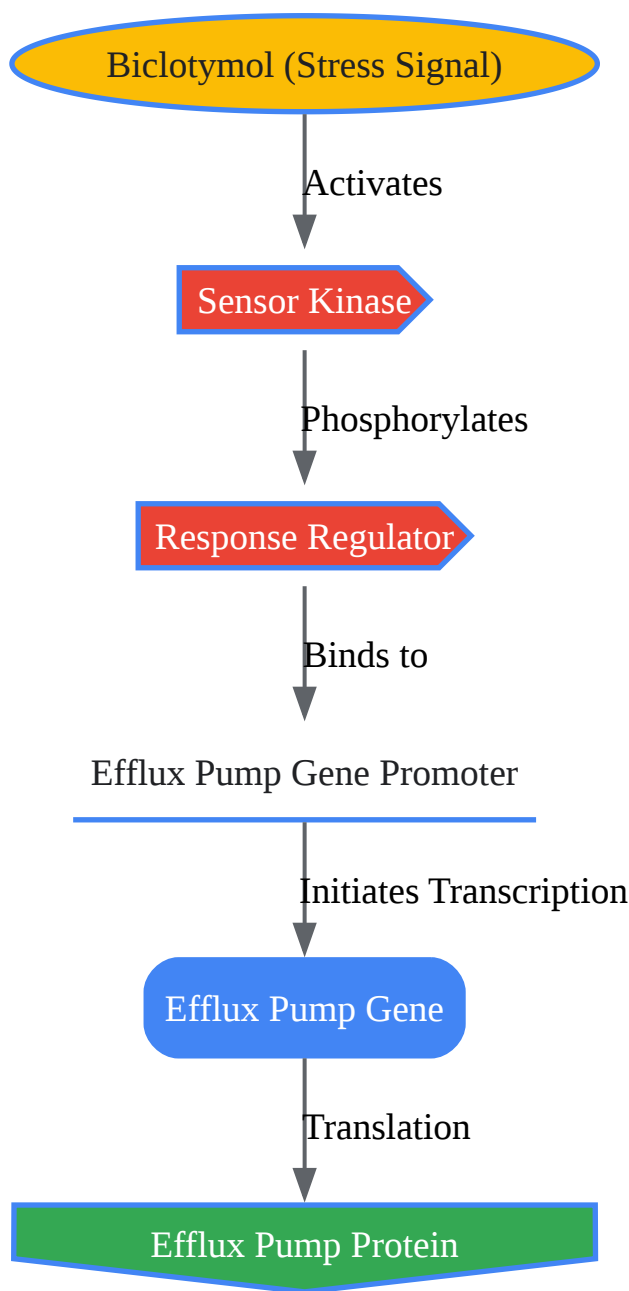 Biclotymol (Stress Signal)
Activates
Sensor Kinase
Phosphorylates
Response Regulator
Binds to
Efflux Pump Gene Promoter
Initiates Transcription
Efflux Pump Gene
Translation
Efflux Pump Protein